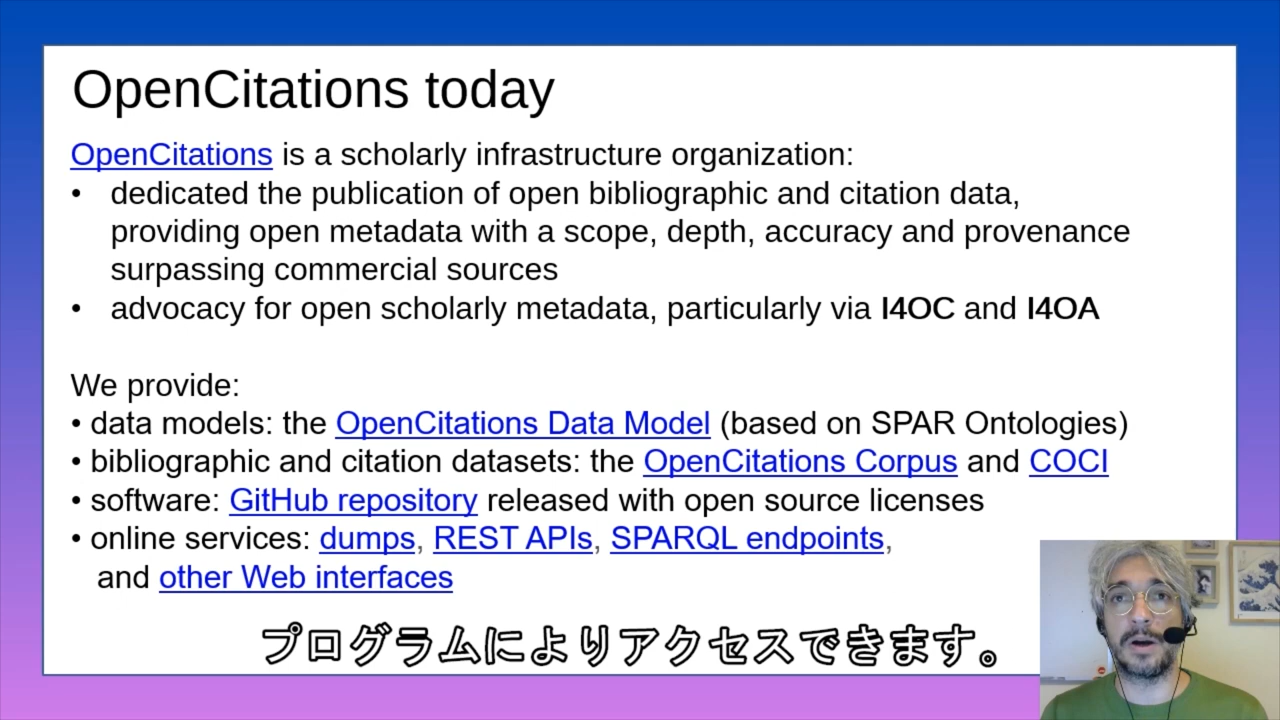 OpenCitations today
OpenCitations is a scholarly infrastructure organization:
• dedicated the publication of open bibliographic and citation data,
providing open metadata with a scope, depth, accuracy and provenance
surpassing commercial sources
• advocacy for open scholarly metadata, particularly via I4OC and I4OA
We provide:
• data models: the OpenCitations Data Model (based on SPAR Ontologies)
• bibliographic and citation datasets: the OpenCitations Corpus and COCI
• software: GitHub repository released with open source licenses
• online services: dumps, REST APIs, SPARQL endpoints,
and other Web interfaces
プログラムによりアクセスできます。